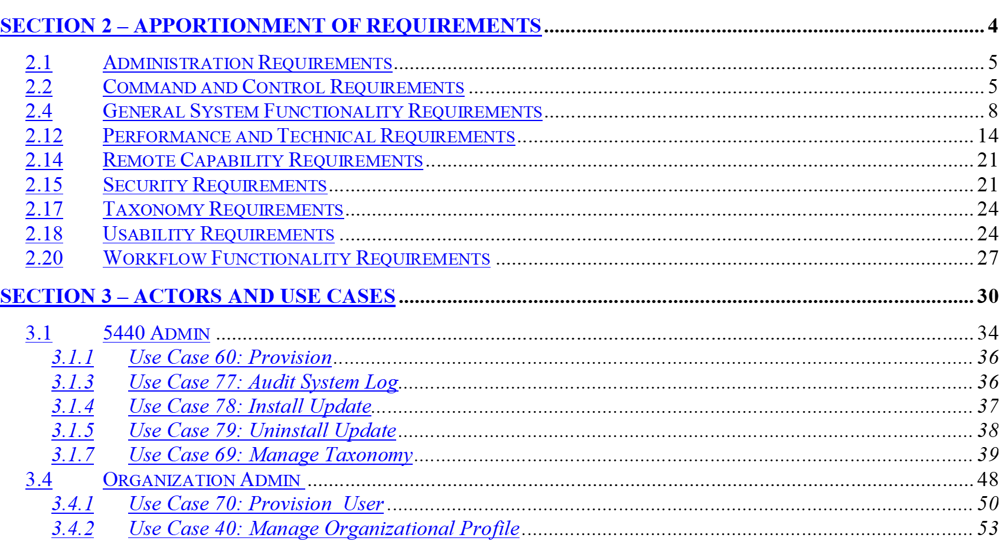 SECTION 2 – APPORTIONMENT OF REQUIREMENTS 4
2.1 Administration Requirements 5
2.2 Command and Control Requirements 5
2.4 General System Functionality Requirements 8
2.12 Performance and Technical Requirements 14
2.14 Remote Capability Requirements 21
2.15 Security Requirements 21
2.17 Taxonomy Requirements 24
2.18 Usability Requirements 24
2.20 Workflow Functionality Requirements 27
SECTION 3 – ACTORS AND USE CASES 30
3.1 5440 Admin 34
3.1.1 Use Case 60: Provision 36
3.1.3 Use Case 77: Audit System Log 36
3.1.4 Use Case 78: Install Update 37
3.1.5 Use Case 79: Uninstall Update 38
3.1.7 Use Case 69: Manage Taxonomy 39
3.4 Organization Admin 48
3.4.1 Use Case 70: Provision User 50
3.4.2 Use Case 40: Manage Organizational Profile 53